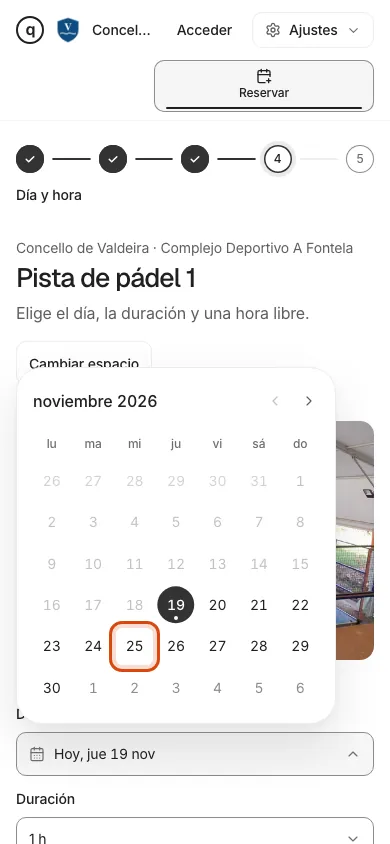 q
V
Concel...
Acceder
Ajustes
Reservar
4
5
Día y hora
Concello de Valdeira · Complejo Deportivo A Fontela
Pista de pádel 1
Elige el día, la duración y una hora libre.
Cambiar espacio
noviembre 2026
lu ma mi ju vi sá do
26 27 28 29 30 31 1
2 3 4 5 6 7 8
9 10 11 12 13 14 15
16 17 18 19 20 21 22
23 24 25 26 27 28 29
30 1 2 3 4 5 6
Hoy, jue 19 nov
Duración
1 h